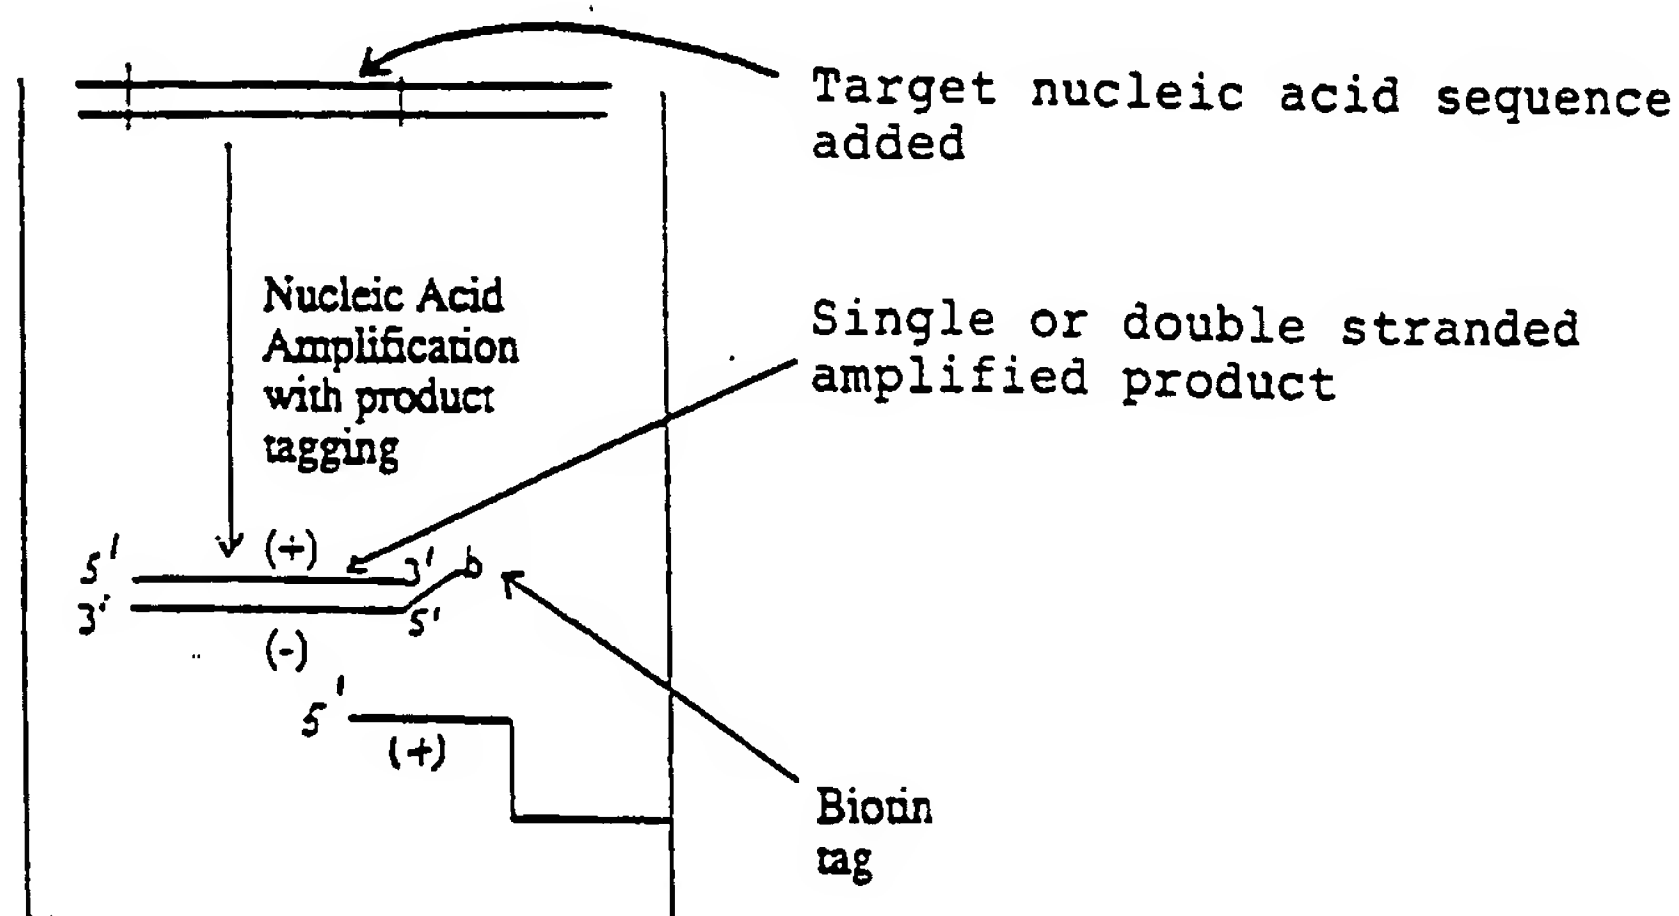 Target nucleic acid sequence
added
Nucleic Acid
Amplification
with product
tagging
Single or double stranded
amplified product
5' (+) 3' b
3' 5'
(-)
5'
(+)
Biotin
tag